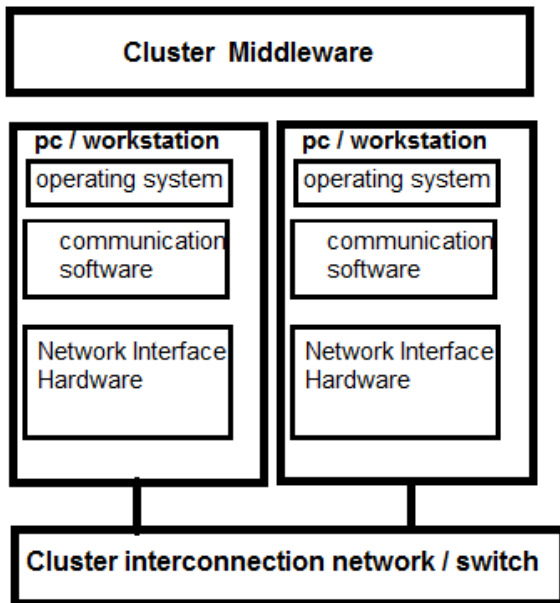 Cluster Middleware
pc / workstation
operating system
communication
software
Network Interface
Hardware
pc / workstation
operating system
communication
software
Network Interface
Hardware
Cluster interconnection network / switch